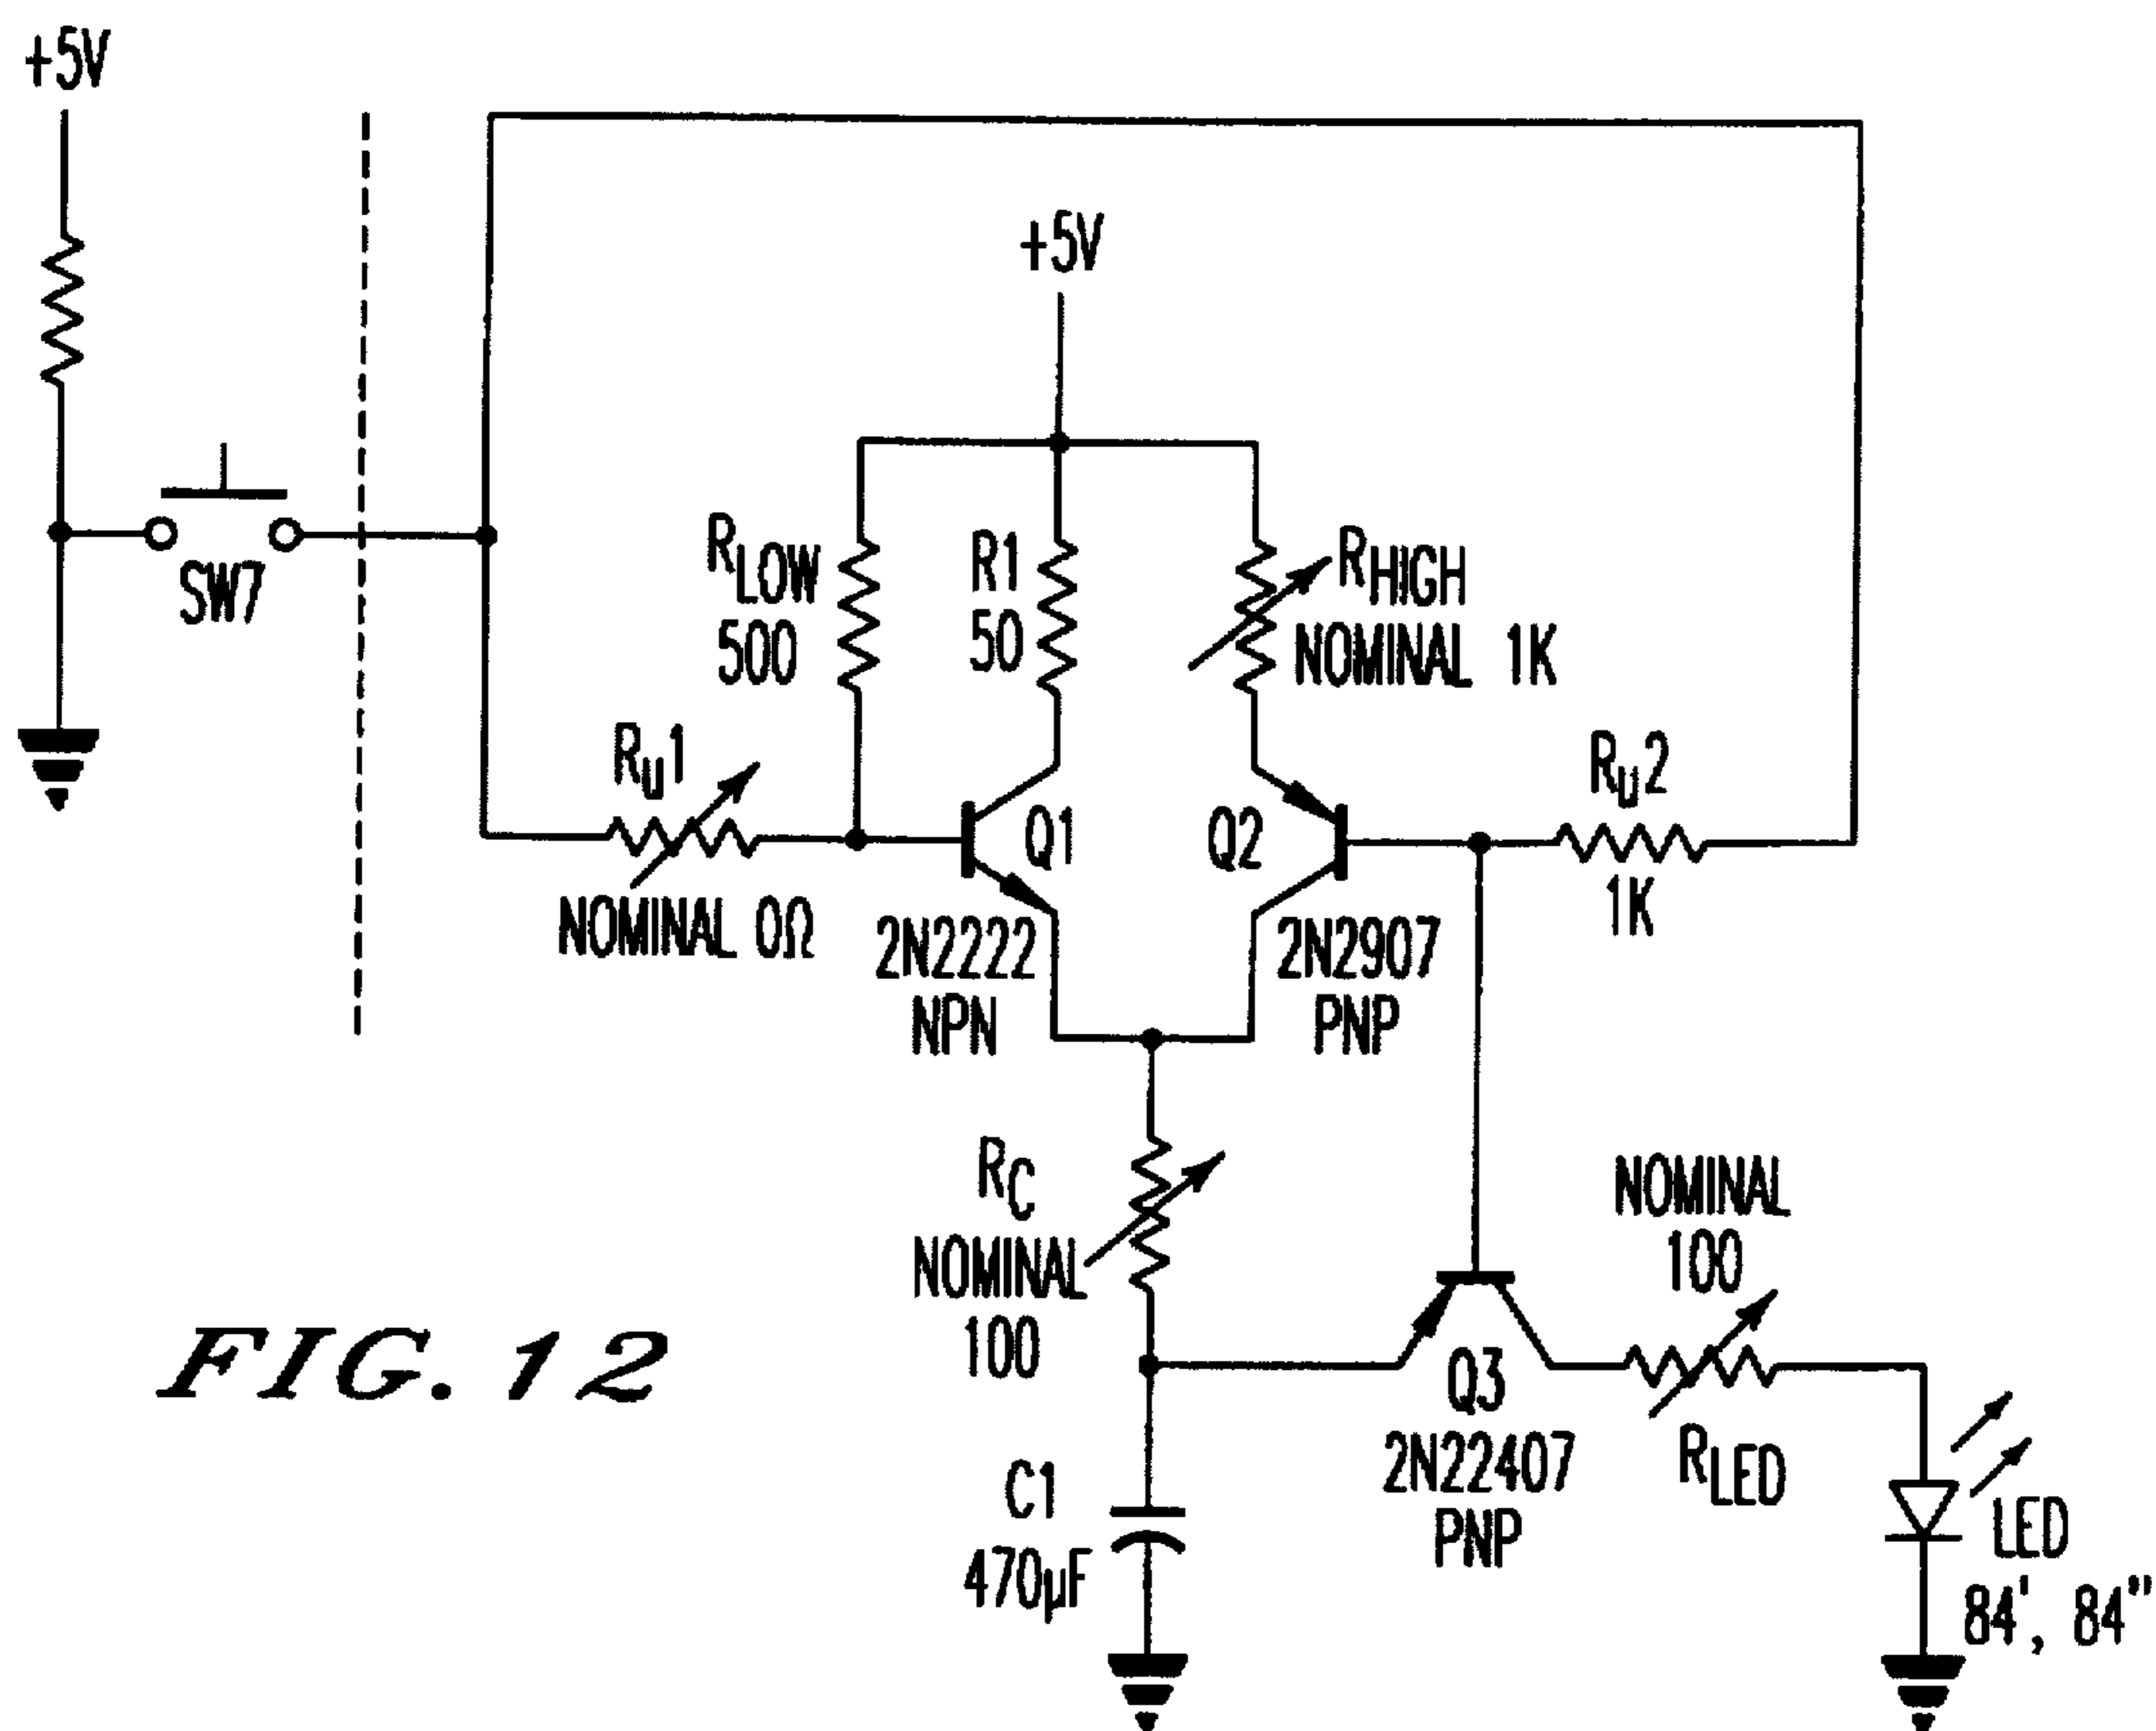 +5V
+5V
SW7
R_LOW
500
R1
50
R_HIGH
NOMINAL 1K
R_U1
NOMINAL 0Ω
Q1
2N2222
NPN
Q2
2N2907
PNP
R_U2
1K
R_C
NOMINAL
100
NOMINAL
100
Q3
2N22407
PNP
R_LED
C1
470µF
LED
84', 84"
FIG. 12